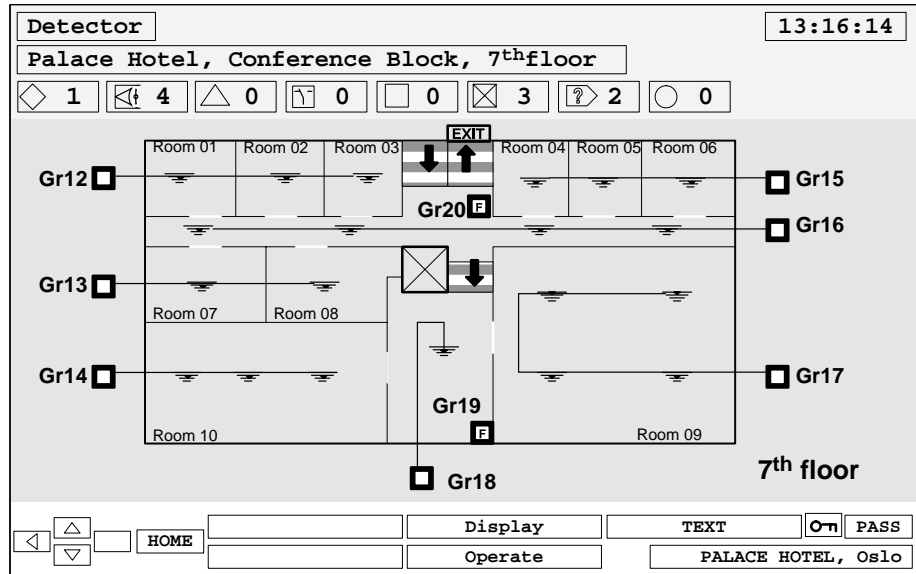 Detector 13:16:14
Palace Hotel, Conference Block, 7th floor
1 4 0 0 0 3 ? 2 0
EXIT
Room 01 Room 02 Room 03 Room 04 Room 05 Room 06
Gr12 Gr15
Gr20 F
Gr16
Gr13
Room 07 Room 08
Gr14 Gr17
Gr19
Room 10 F Room 09
7th floor
Gr18
Display TEXT PASS
HOME
Operate PALACE HOTEL, Oslo